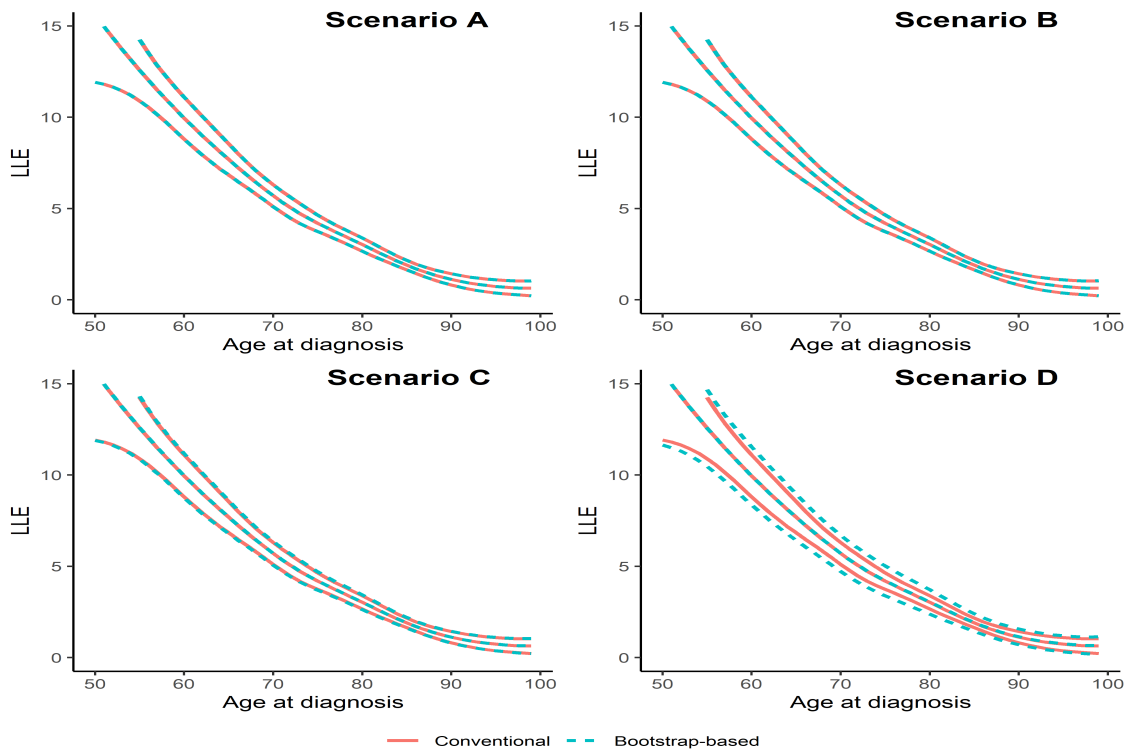 Scenario A
15
10
5
0
LLE
50 60 70 80 90 100
Age at diagnosis
Scenario B
15
10
5
0
LLE
50 60 70 80 90 100
Age at diagnosis
Scenario C
15
10
5
0
LLE
50 60 70 80 90 100
Age at diagnosis
Scenario D
15
10
5
0
LLE
50 60 70 80 90 100
Age at diagnosis
Conventional Bootstrap-based